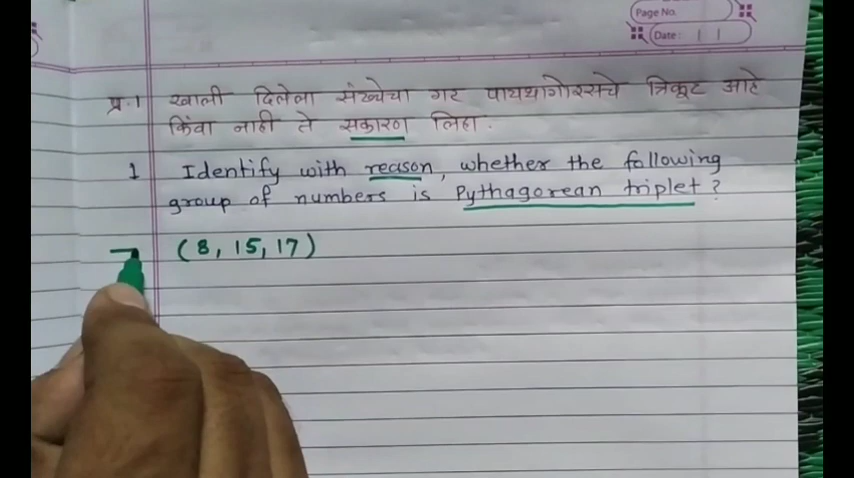 Page No.
Date :
प्र.1 खाली दिलेला संख्येचा गट पायथागोरसचे त्रिकूट आहे
किंवा नाही ते सकारण लिहा.
1 Identify with reason, whether the following
group of numbers is Pythagorean triplet ?
(8, 15, 17)